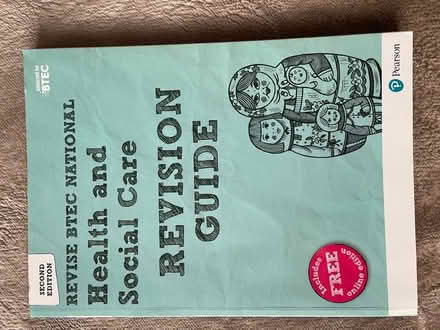 SECOND EDITION
REVISE BTEC NATIONAL
Health and
Social Care
REVISION
GUIDE
BTEC
Pearson
Includes
FREE
online edition